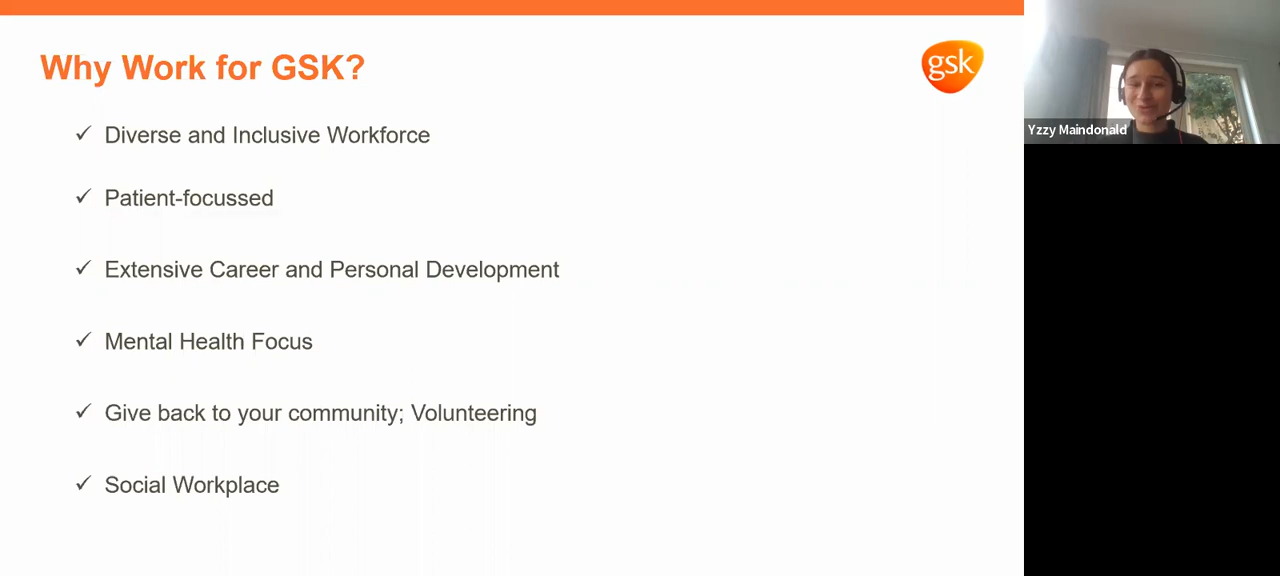 Why Work for GSK?
gsk
Yzzy Maindonald
✓ Diverse and Inclusive Workforce
✓ Patient-focussed
✓ Extensive Career and Personal Development
✓ Mental Health Focus
✓ Give back to your community; Volunteering
✓ Social Workplace